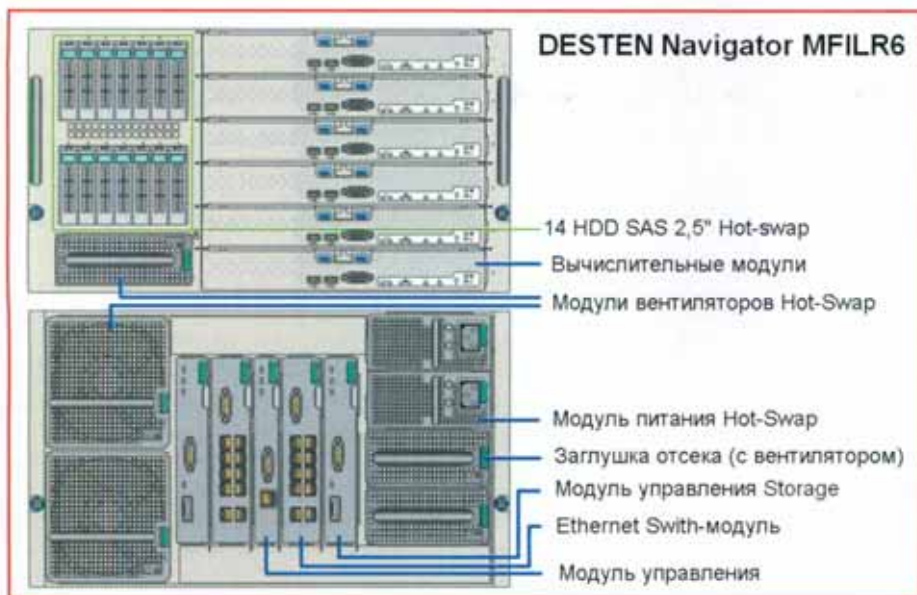 DESTEN Navigator MFILR6
14 HDD SAS 2,5" Hot-swap
Вычислительные модули
Модули вентиляторов Hot-Swap
Модуль питания Hot-Swap
Заглушка отсека (с вентилятором)
Модуль управления Storage
Ethernet Swith-модуль
Модуль управления